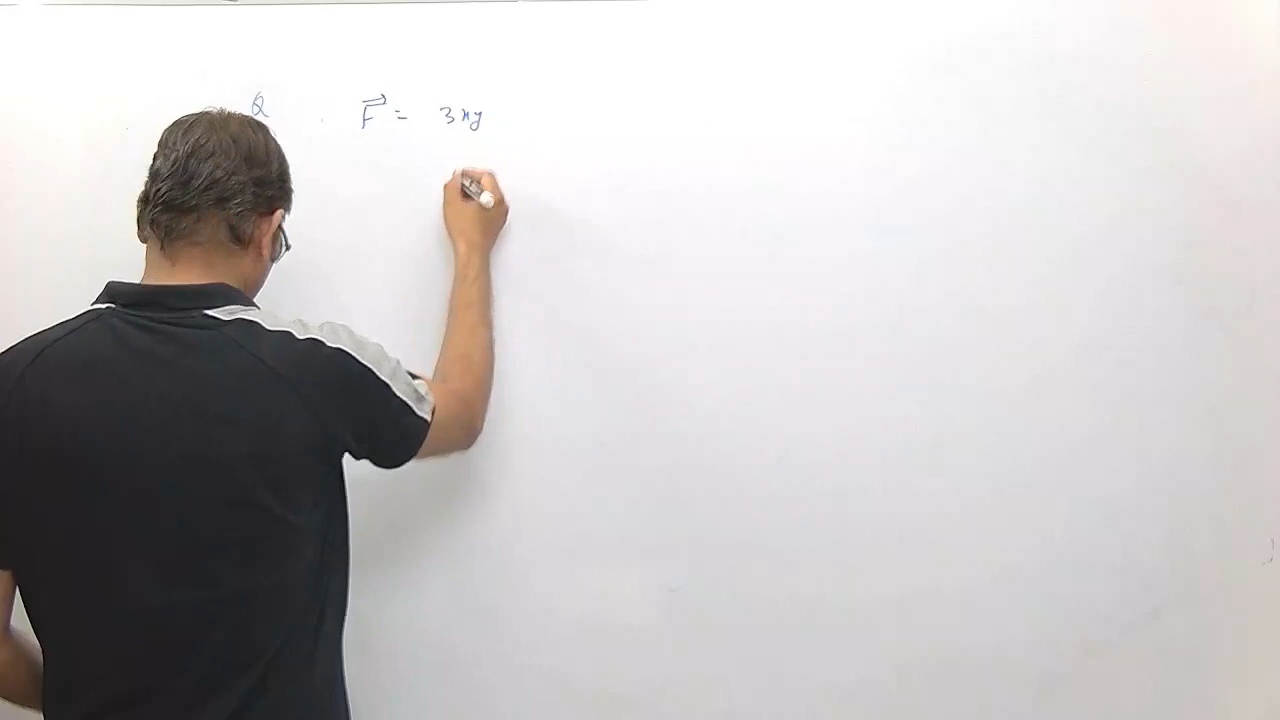 Q . F⃗ = 3xy